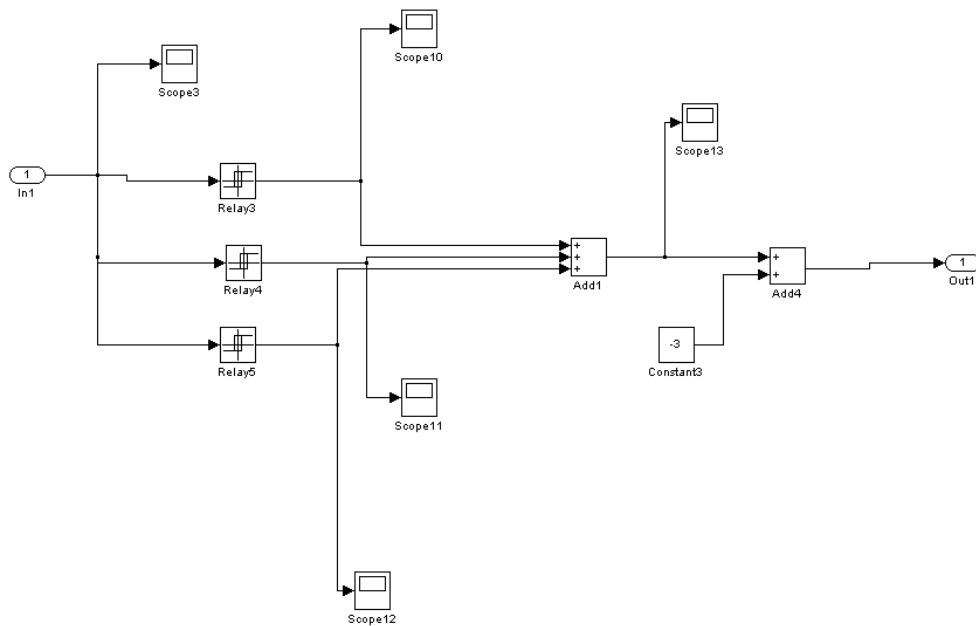 Scope10
Scope3
Scope13
1
In1
Relay3
+
+
+
Add1
Relay4
+
+
Add4
1
Out1
Relay5
-3
Constant3
Scope11
Scope12